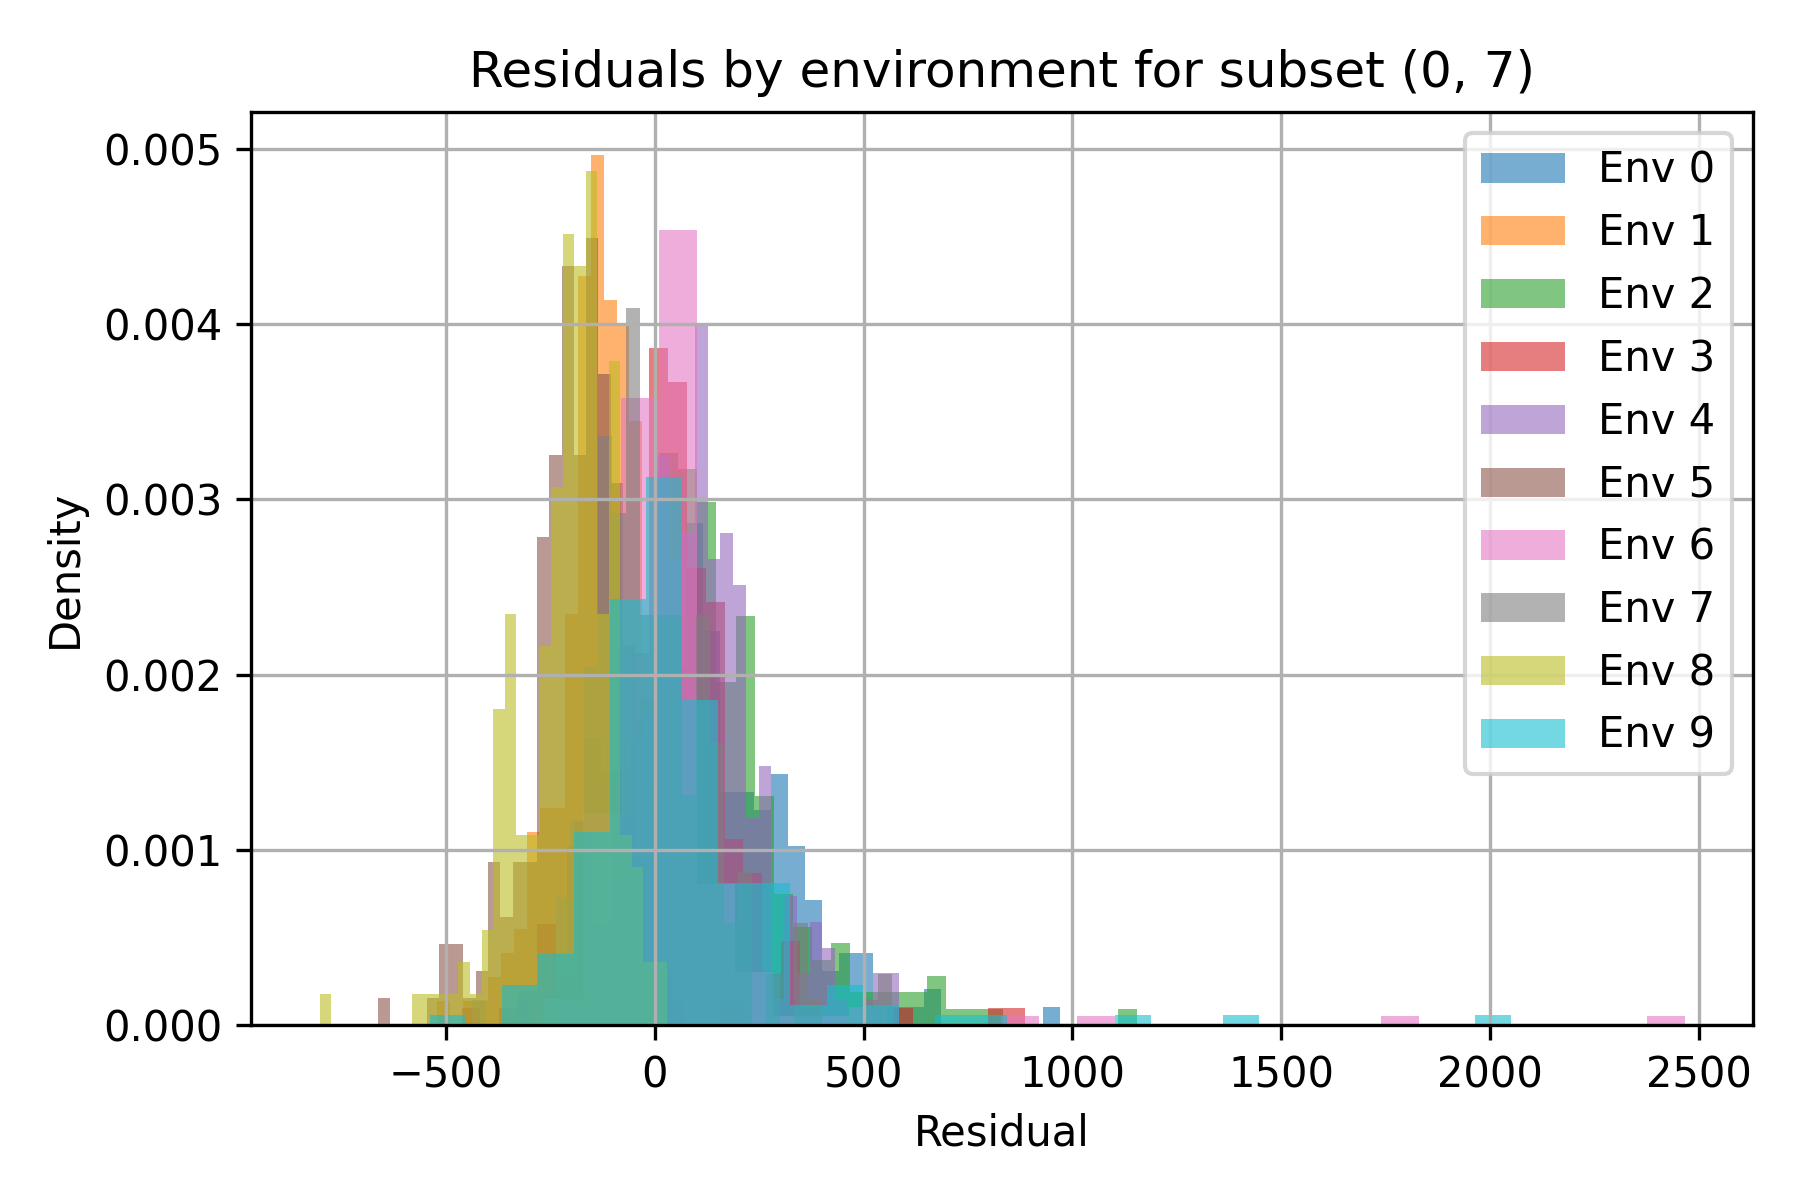 Residuals by environment for subset (0, 7)
0.005
0.004
0.003
0.002
0.001
0.000
Density
−500
0
500
1000
1500
2000
2500
Residual
Env 0
Env 1
Env 2
Env 3
Env 4
Env 5
Env 6
Env 7
Env 8
Env 9